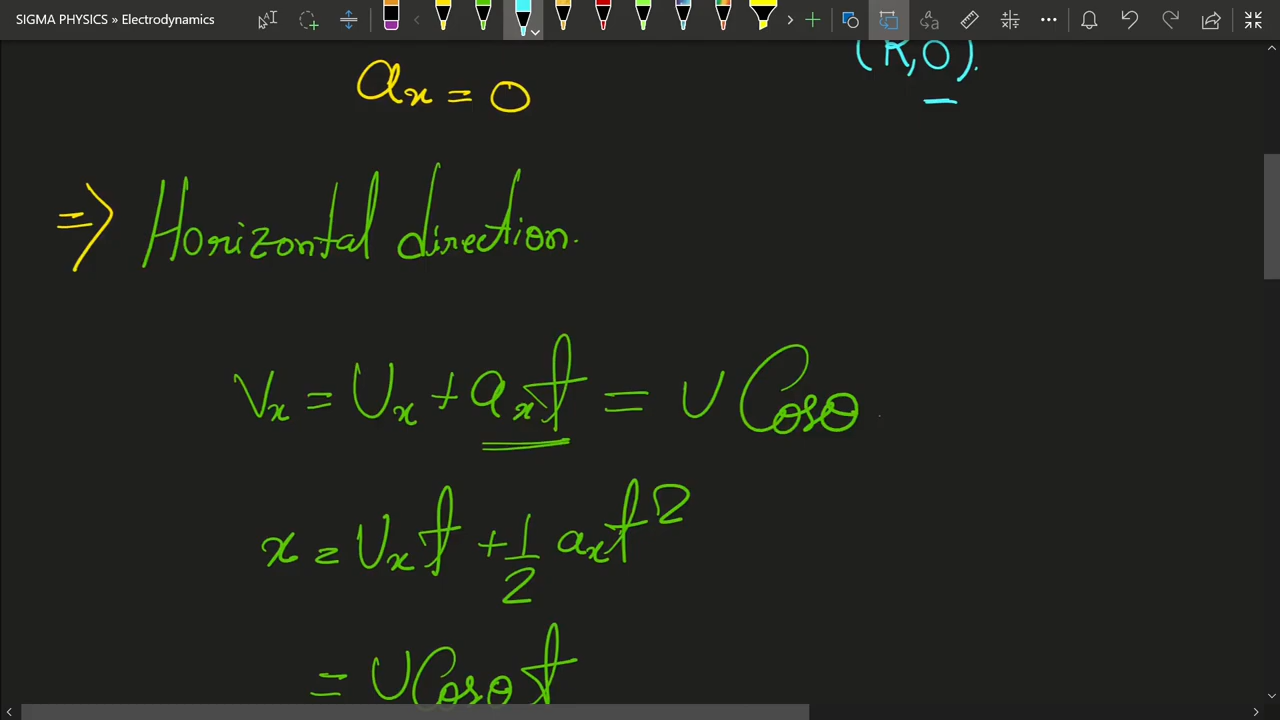 SIGMA PHYSICS » Electrodynamics
(R,0).
ax = 0
⇒ Horizontal direction.
Vx = Ux + axt = U Cosθ
x = Uxt + 1/2 axt²
= U Cosθ t